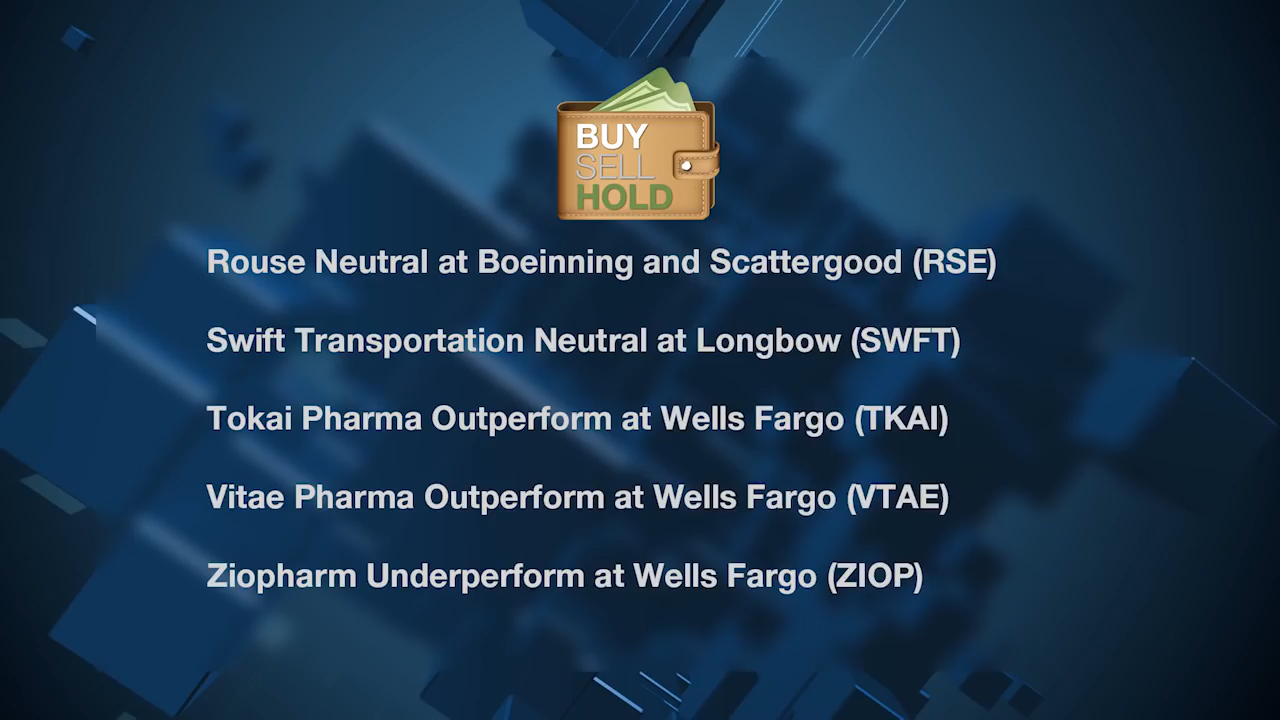 BUY
SELL
HOLD
Rouse Neutral at Boeinning and Scattergood (RSE)
Swift Transportation Neutral at Longbow (SWFT)
Tokai Pharma Outperform at Wells Fargo (TKAI)
Vitae Pharma Outperform at Wells Fargo (VTAE)
Ziopharm Underperform at Wells Fargo (ZIOP)